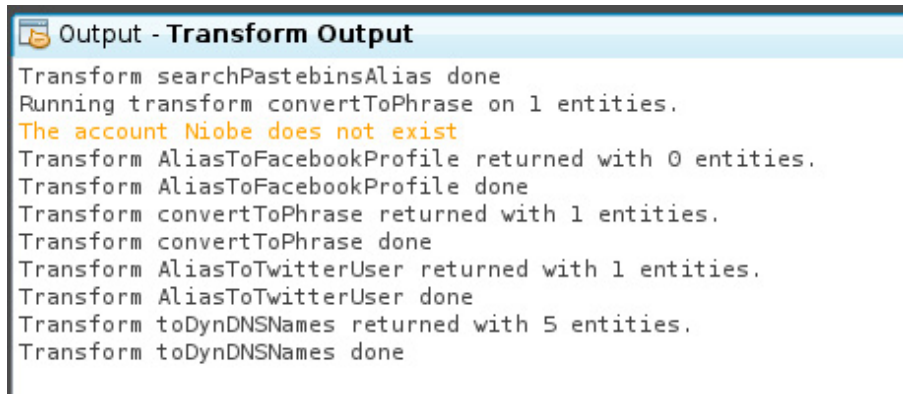 Output - Transform Output
Transform searchPastebinsAlias done
Running transform convertToPhrase on 1 entities.
The account Niobe does not exist
Transform AliasToFacebookProfile returned with 0 entities.
Transform AliasToFacebookProfile done
Transform convertToPhrase returned with 1 entities.
Transform convertToPhrase done
Transform AliasToTwitterUser returned with 1 entities.
Transform AliasToTwitterUser done
Transform toDynDNSNames returned with 5 entities.
Transform toDynDNSNames done